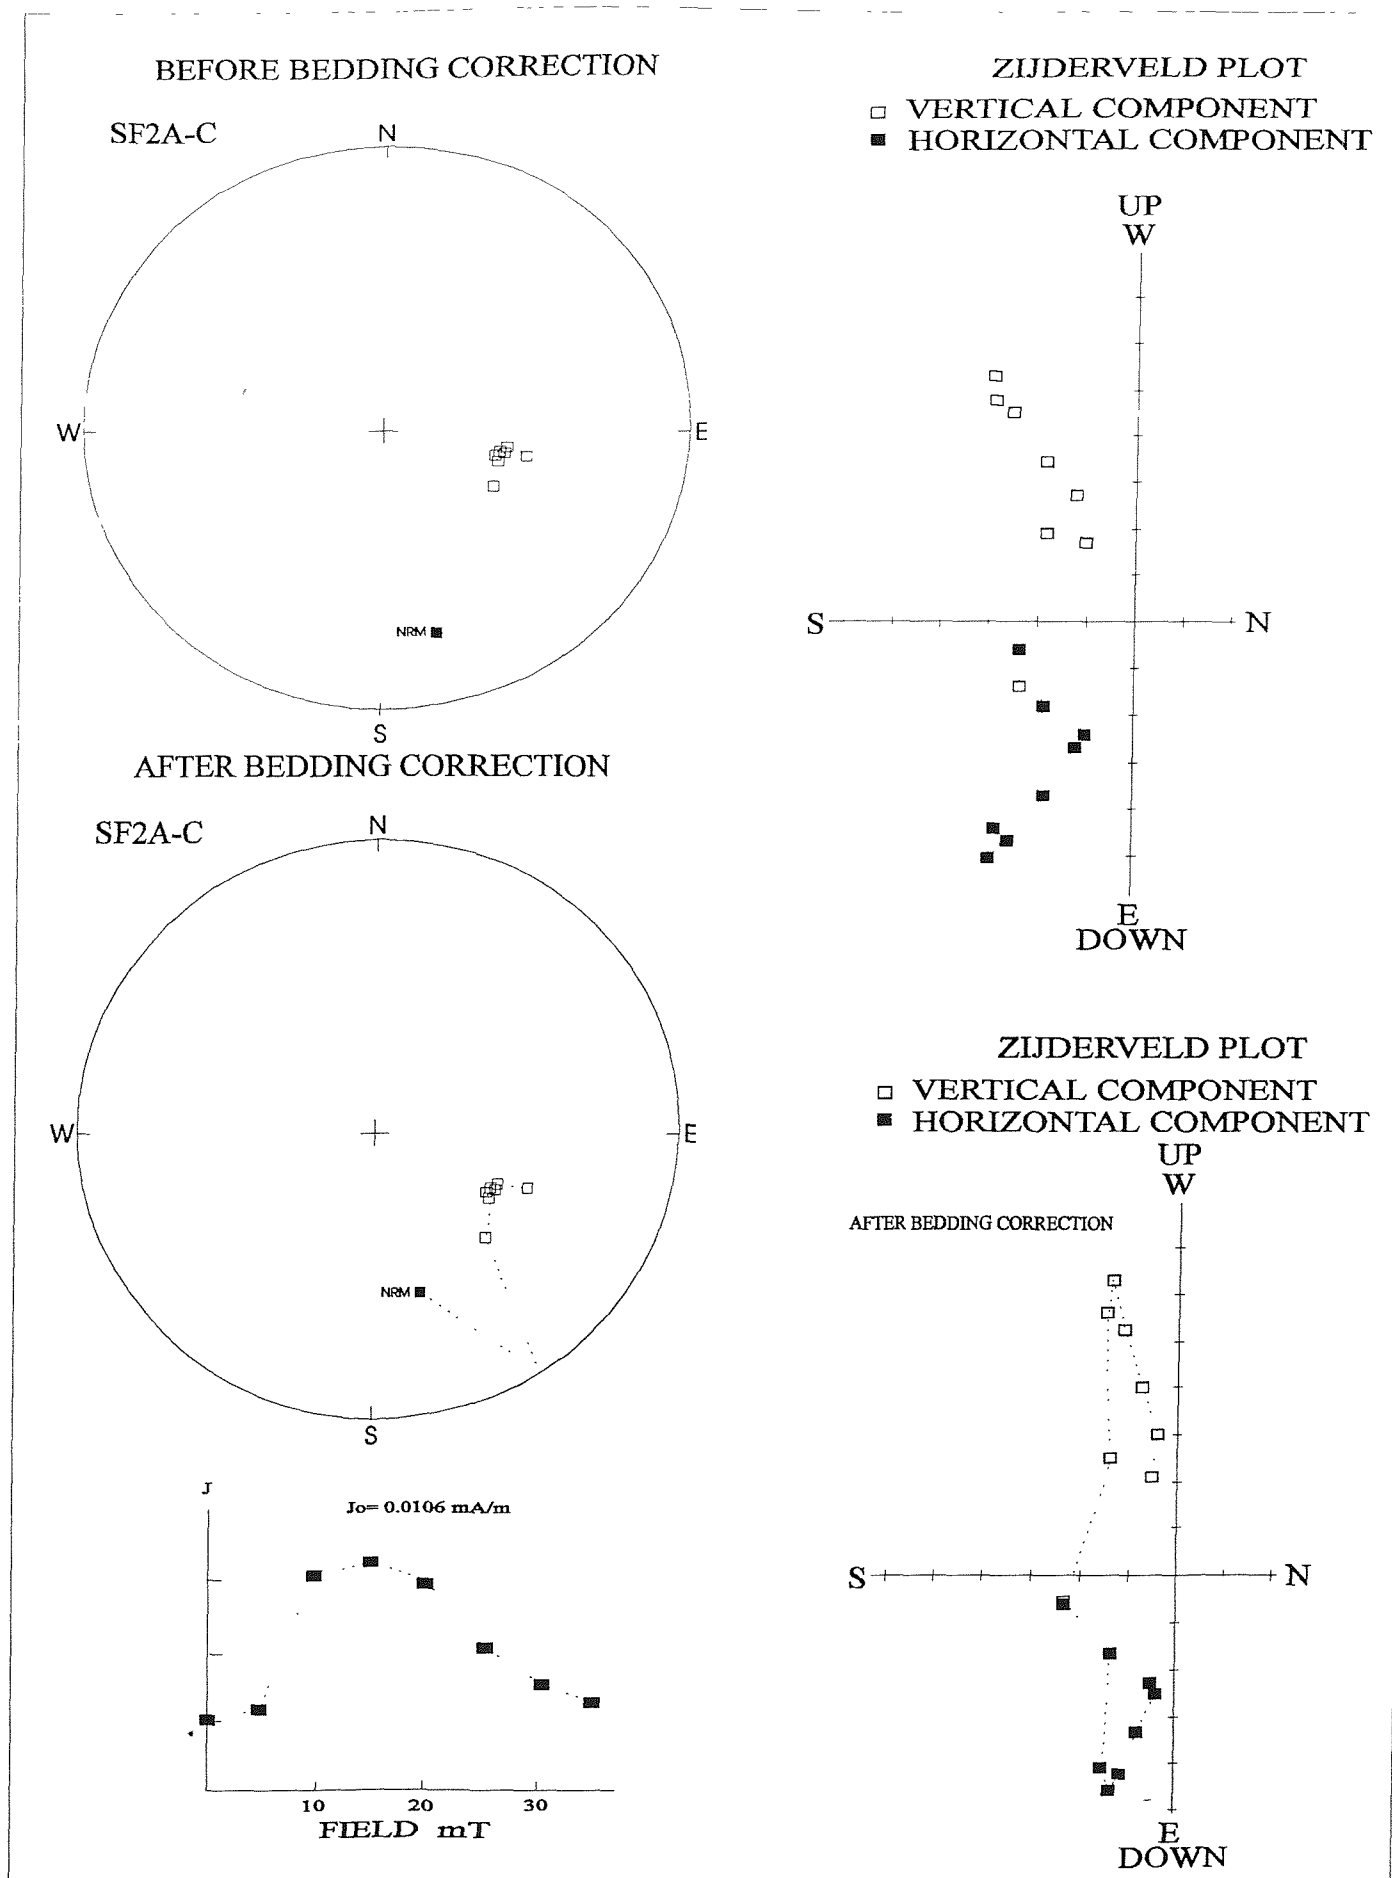 BEFORE BEDDING CORRECTION
SF2A-C
N
W
E
NRM
S
AFTER BEDDING CORRECTION
SF2A-C
N
W
E
NRM
S
J
Jo= 0.0106 mA/m
10 20 30
FIELD mT
ZIJDERVELD PLOT
VERTICAL COMPONENT
HORIZONTAL COMPONENT
UP
W
S
N
E
DOWN
ZIJDERVELD PLOT
VERTICAL COMPONENT
HORIZONTAL COMPONENT
UP
W
AFTER BEDDING CORRECTION
S
N
E
DOWN